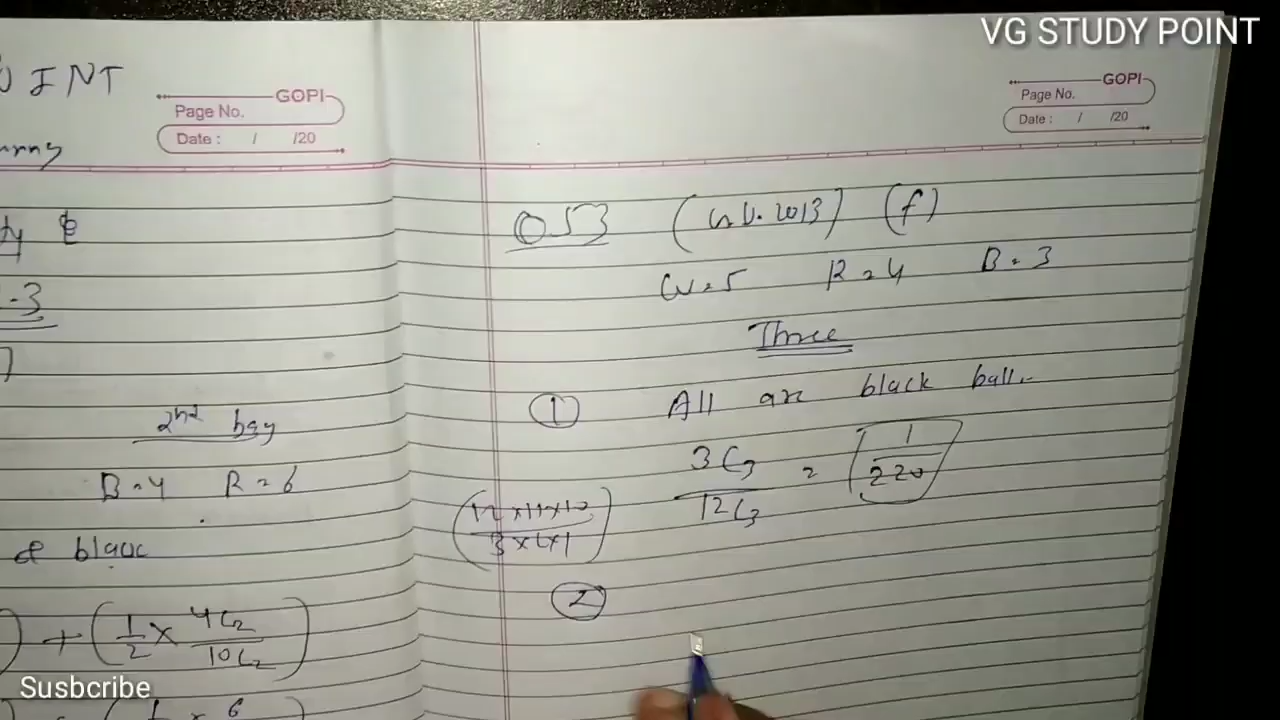 VG STUDY POINT
INT
GOPI
Page No.
Date : / /20
GOPI
Page No.
Date : / /20
Q53 (G.U. 2013) (f)
W=5 R=4 B=3
Three
① All are black ball.
3C3 / 12C3 = 1/220
(12×11×10 / 3×2×1)
②
-3
2nd bag
B=4 R=6
+ (1/2 × 4C2/10C2)
Susbcribe